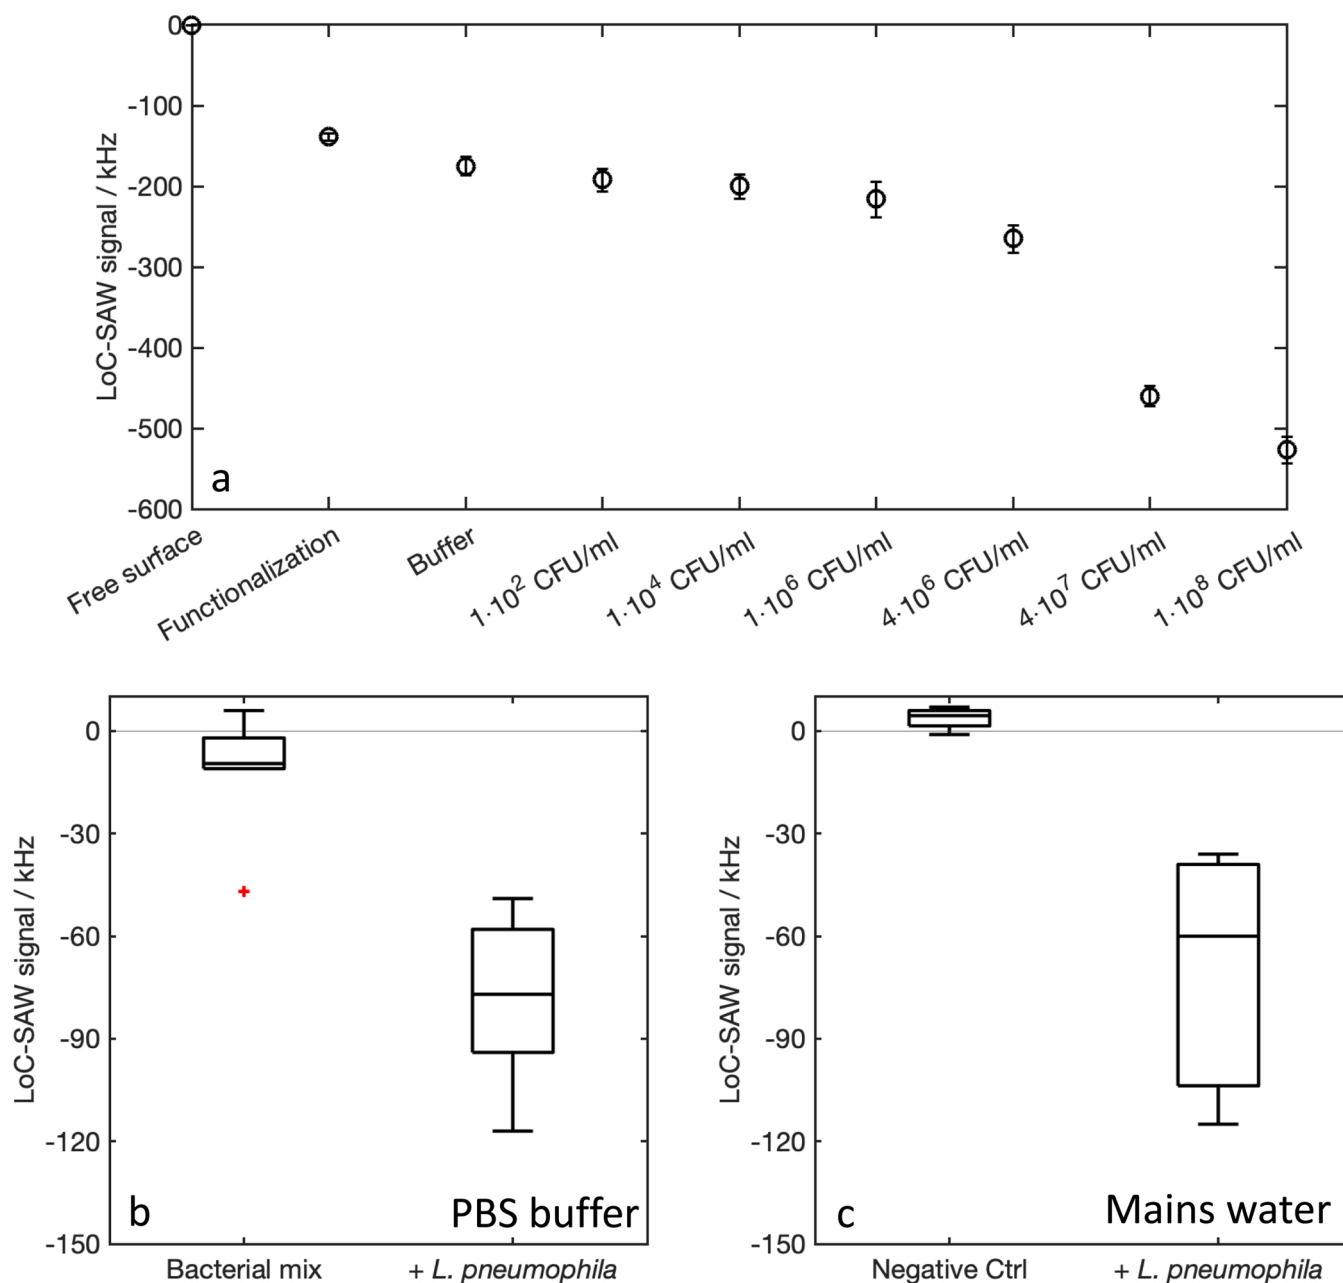 0
-100
-200
-300
-400
-500
-600
LoC-SAW signal / kHz
a
Free surface
Functionalization
Buffer
1·10² CFU/ml
1·10⁴ CFU/ml
1·10⁶ CFU/ml
4·10⁶ CFU/ml
4·10⁷ CFU/ml
1·10⁸ CFU/ml
0
-30
-60
-90
-120
-150
LoC-SAW signal / kHz
b
PBS buffer
Bacterial mix
+ L. pneumophila
0
-30
-60
-90
-120
-150
LoC-SAW signal / kHz
c
Mains water
Negative Ctrl
+ L. pneumophila